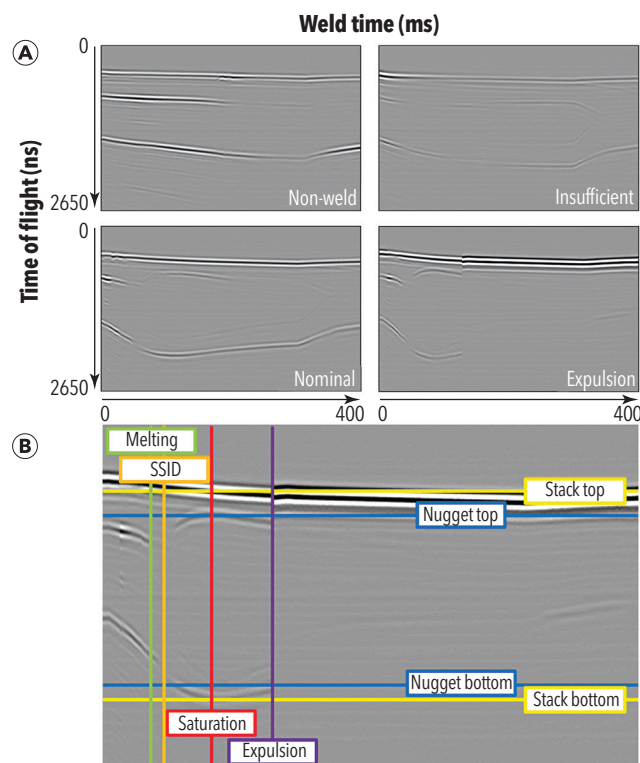 Weld time (ms)
A
0
Time of flight (ns)
2650
Non-weld
Insufficient
0
2650
Nominal
Expulsion
0
400
0
400
B
Melting
SSID
Stack top
Nugget top
Nugget bottom
Stack bottom
Saturation
Expulsion